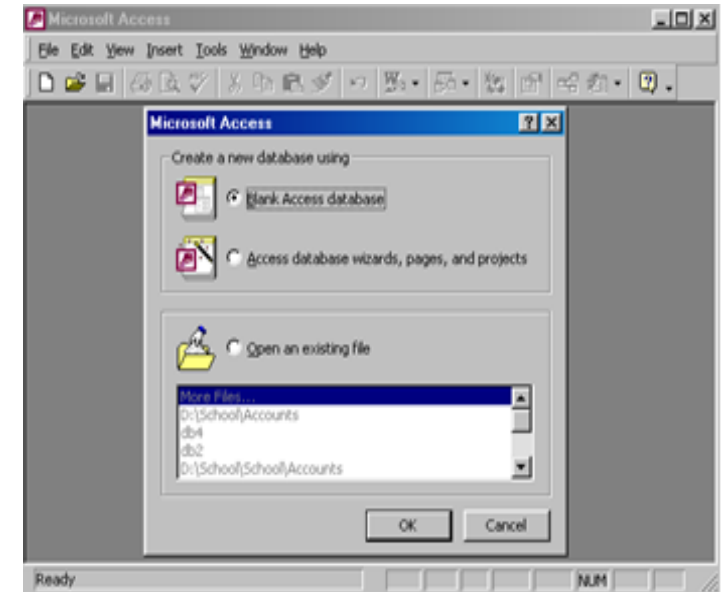 Microsoft Access
File Edit View Insert Tools Window Help
Microsoft Access
Create a new database using
Blank Access database
Access database wizards, pages, and projects
Open an existing file
More Files...
D:\School\Accounts
db4
db2
D:\School\School\Accounts
OK Cancel
Ready NUM